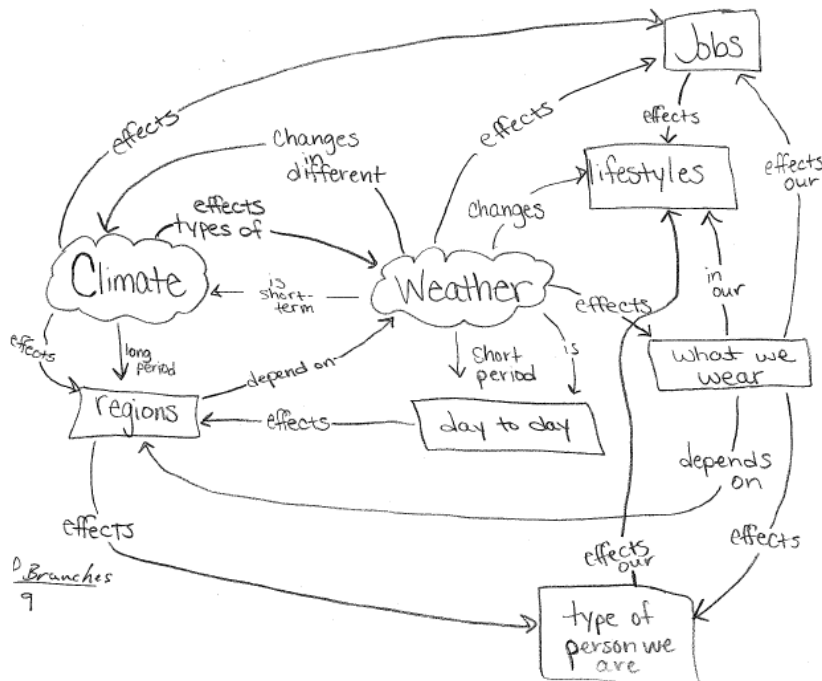 Jobs
effects
effects
effects
effects
our
changes
in
different
lifestyles
effects
types of
changes
Climate
Weather
is
short-
term
effects
in our
what we
wear
effects
long
period
short
period
is
depend on
regions
effects
day to day
depends
on
effects
effects
our
effects
Branches
9
type of
person we
are